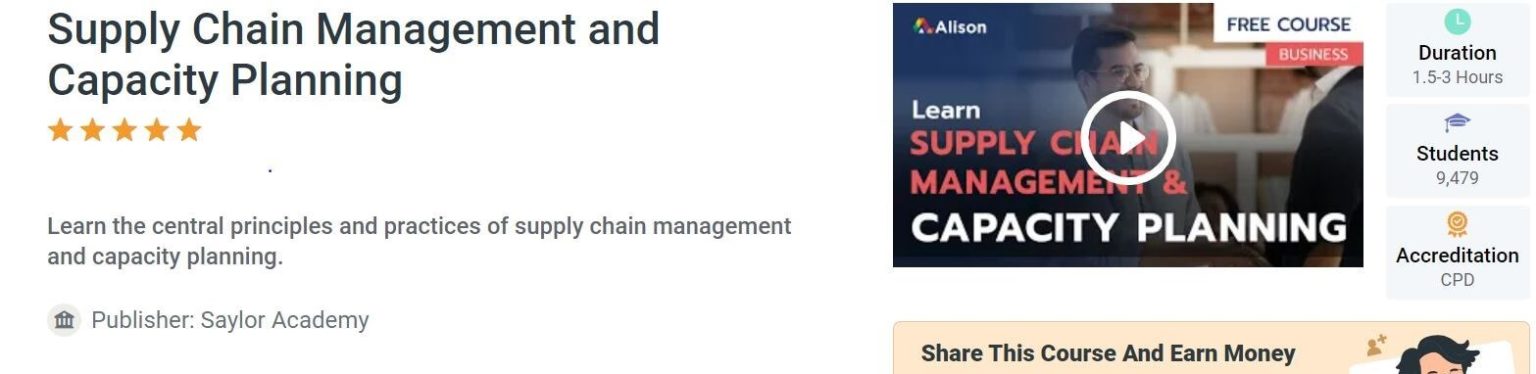 Supply Chain Management and
Capacity Planning
Learn the central principles and practices of supply chain management
and capacity planning.
Publisher: Saylor Academy
Alison
FREE COURSE
BUSINESS
Learn
SUPPLY CHAIN
MANAGEMENT &
CAPACITY PLANNING
Duration
1.5-3 Hours
Students
9,479
Accreditation
CPD
Share This Course And Earn Money